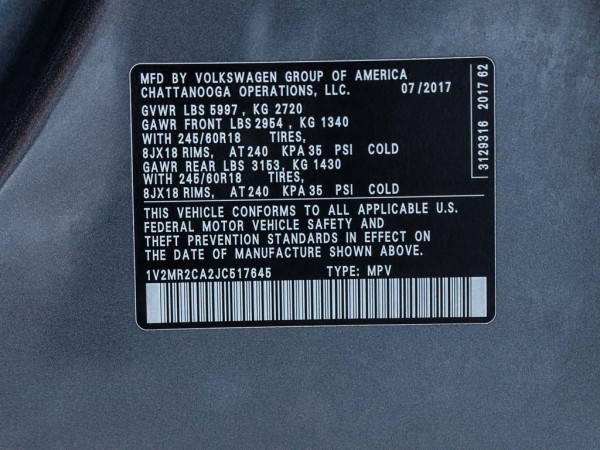 MFD BY VOLKSWAGEN GROUP OF AMERICA
CHATTANOOGA OPERATIONS, LLC. 07/2017
GVWR LBS 5997 , KG 2720
GAWR FRONT LBS 2954 , KG 1340
WITH 245/60R18 TIRES,
8JX18 RIMS, AT 240 KPA 35 PSI COLD
GAWR REAR LBS 3153, KG 1430
WITH 245/60R18 TIRES,
8JX18 RIMS, AT 240 KPA 35 PSI COLD
THIS VEHICLE CONFORMS TO ALL APPLICABLE U.S.
FEDERAL MOTOR VEHICLE SAFETY AND
THEFT PREVENTION STANDARDS IN EFFECT ON
THE DATE OF MANUFACTURE SHOWN ABOVE.
1V2MR2CA2JC517645 TYPE: MPV
3129316 2017 62